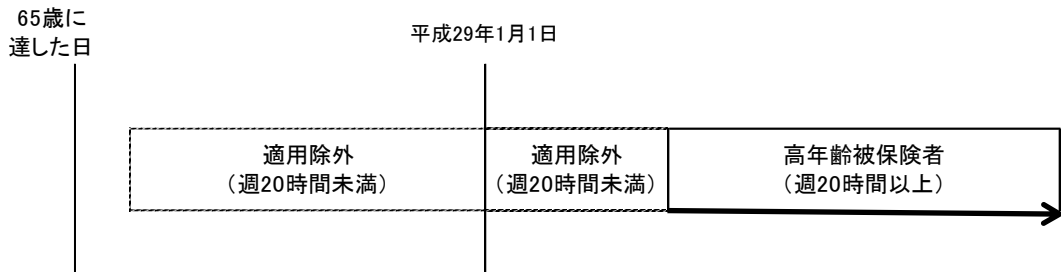 65歳に
達した日
平成29年1月1日
適用除外
（週20時間未満）
適用除外
（週20時間未満）
高年齢被保険者
（週20時間以上）